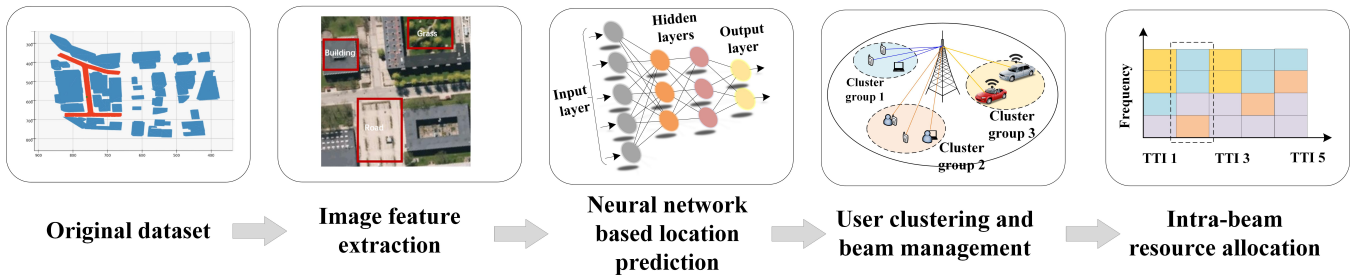 Building
Grass
Road
Input
layer
Hidden
layers
Output
layer
Cluster
group 1
Cluster
group 2
Cluster
group 3
Frequency
TTI 1
TTI 3
TTI 5
Original dataset
Image feature
extraction
Neural network
based location
prediction
User clustering and
beam management
Intra-beam
resource allocation